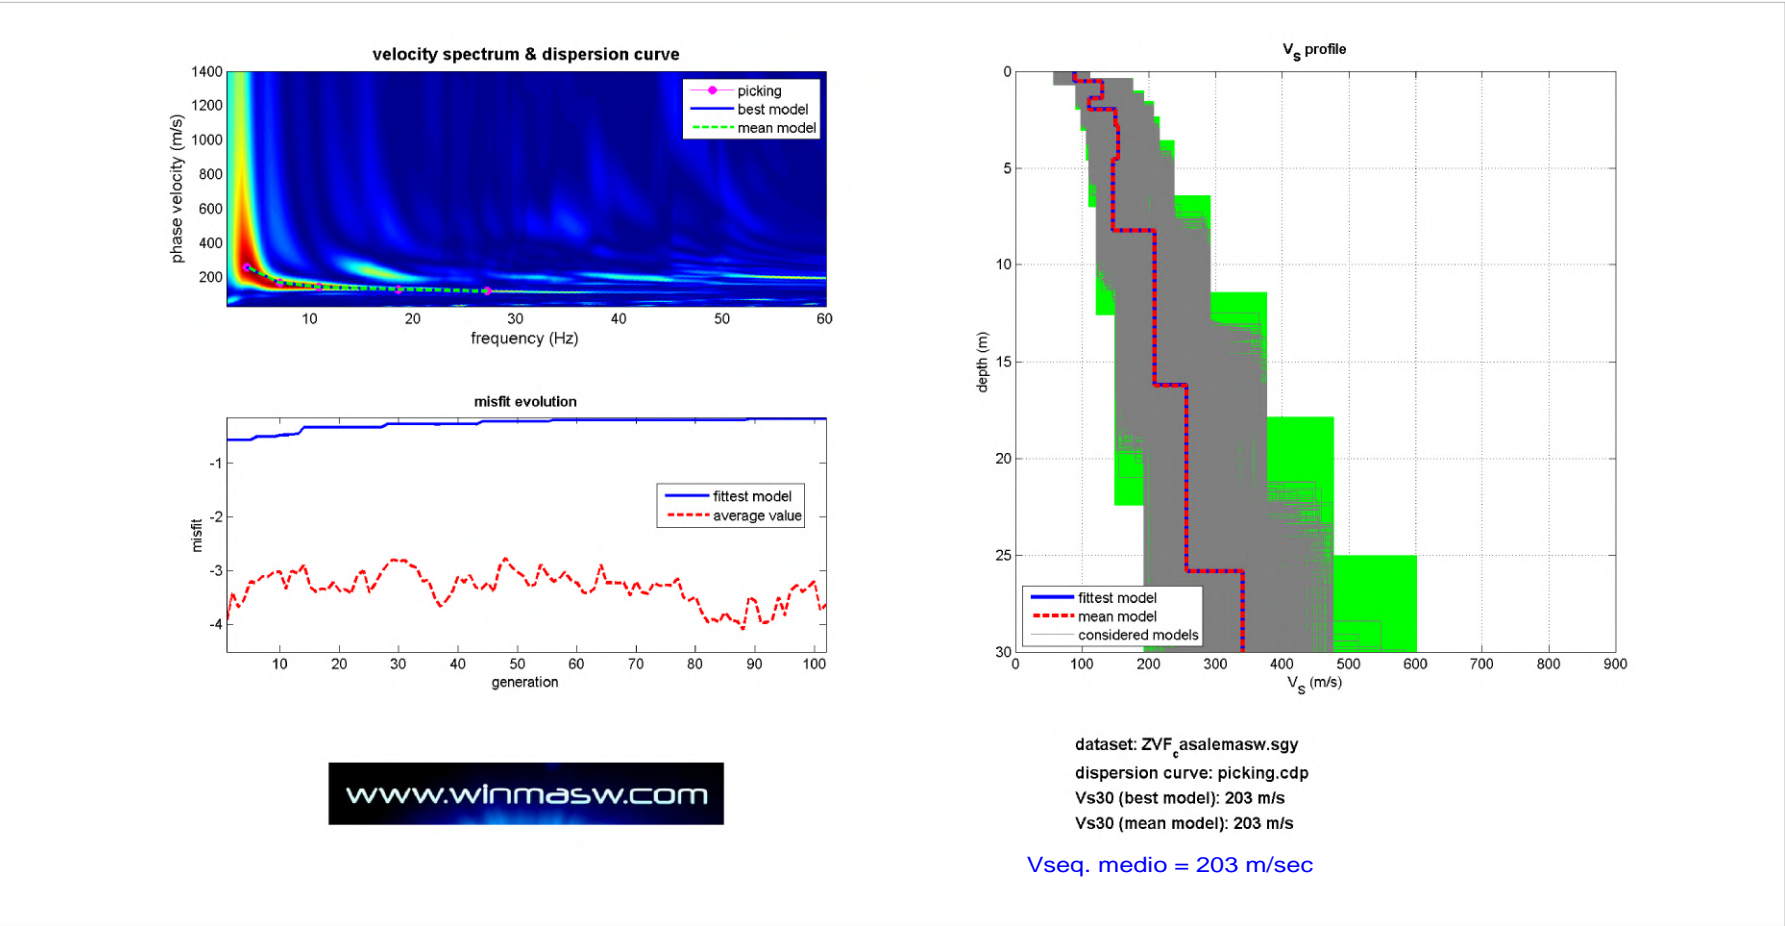 velocity spectrum & dispersion curve
1400
1200
1000
800
600
400
200
phase velocity (m/s)
picking
best model
mean model
10 20 30 40 50 60
frequency (Hz)
misfit evolution
-1
-2
-3
-4
misfit
fittest model
average value
10 20 30 40 50 60 70 80 90 100
generation
www.winmasw.com
VS profile
0
5
10
15
20
25
30
depth (m)
fittest model
mean model
considered models
0 100 200 300 400 500 600 700 800 900
VS (m/s)
dataset: ZVFcasalemasw.sgy
dispersion curve: picking.cdp
Vs30 (best model): 203 m/s
Vs30 (mean model): 203 m/s
Vseq. medio = 203 m/sec